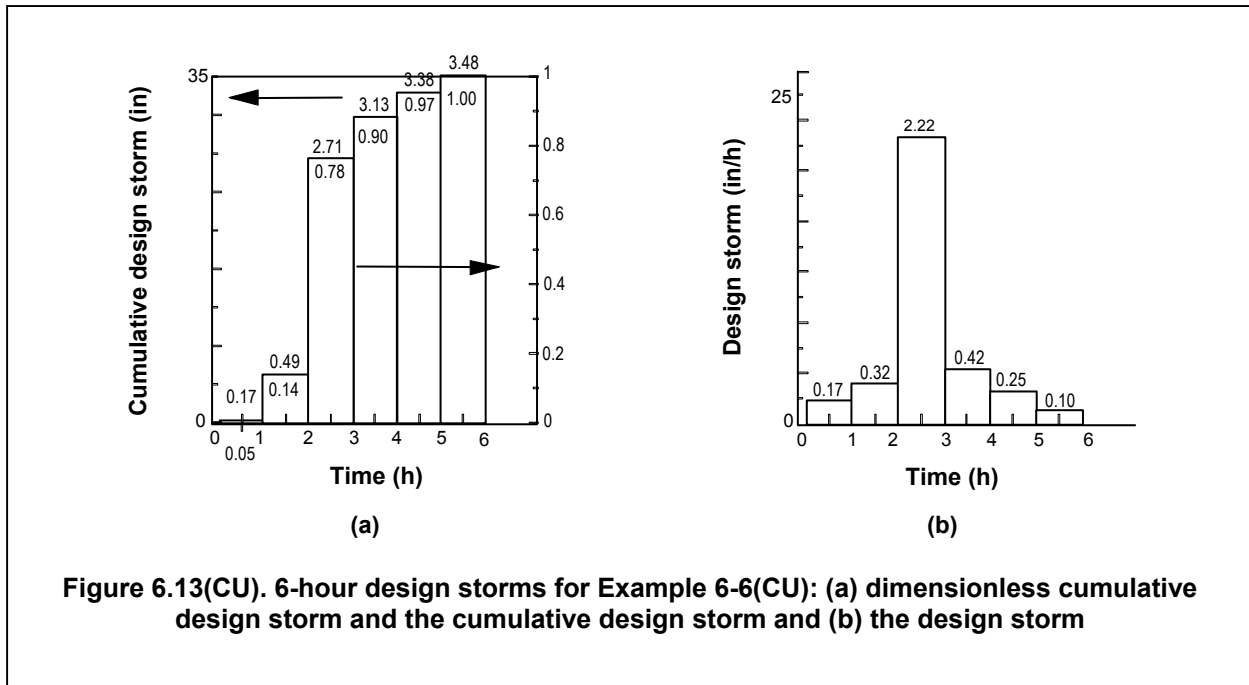 35
Cumulative design storm (in)
0
0.17
0.05
0.49
0.14
2.71
0.78
3.13
0.90
3.38
0.97
3.48
1.00
1
0.8
0.6
0.4
0.2
0
0 1 2 3 4 5 6
Time (h)
(a)
25
Design storm (in/h)
0
0.17
0.32
2.22
0.42
0.25
0.10
0 1 2 3 4 5 6
Time (h)
(b)
Figure 6.13(CU). 6-hour design storms for Example 6-6(CU): (a) dimensionless cumulative
design storm and the cumulative design storm and (b) the design storm